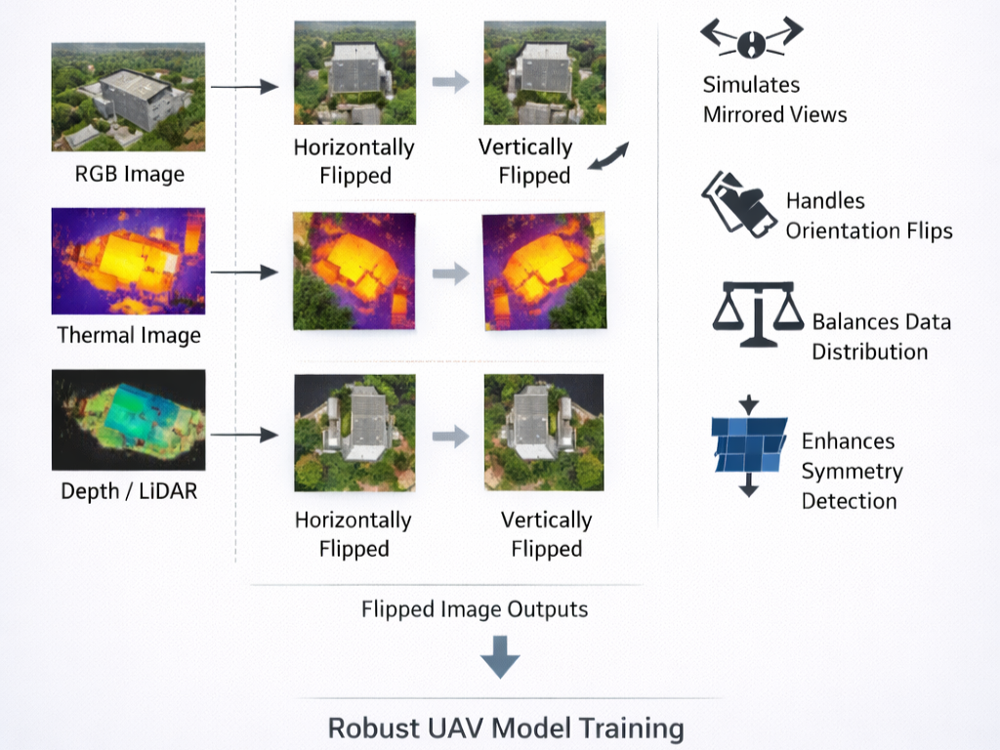 RGB Image
Horizontally
Flipped
Vertically
Flipped
Thermal Image
Depth / LiDAR
Horizontally
Flipped
Vertically
Flipped
Simulates
Mirrored Views
Handles
Orientation Flips
Balances Data
Distribution
Enhances
Symmetry
Detection
Flipped Image Outputs
Robust UAV Model Training